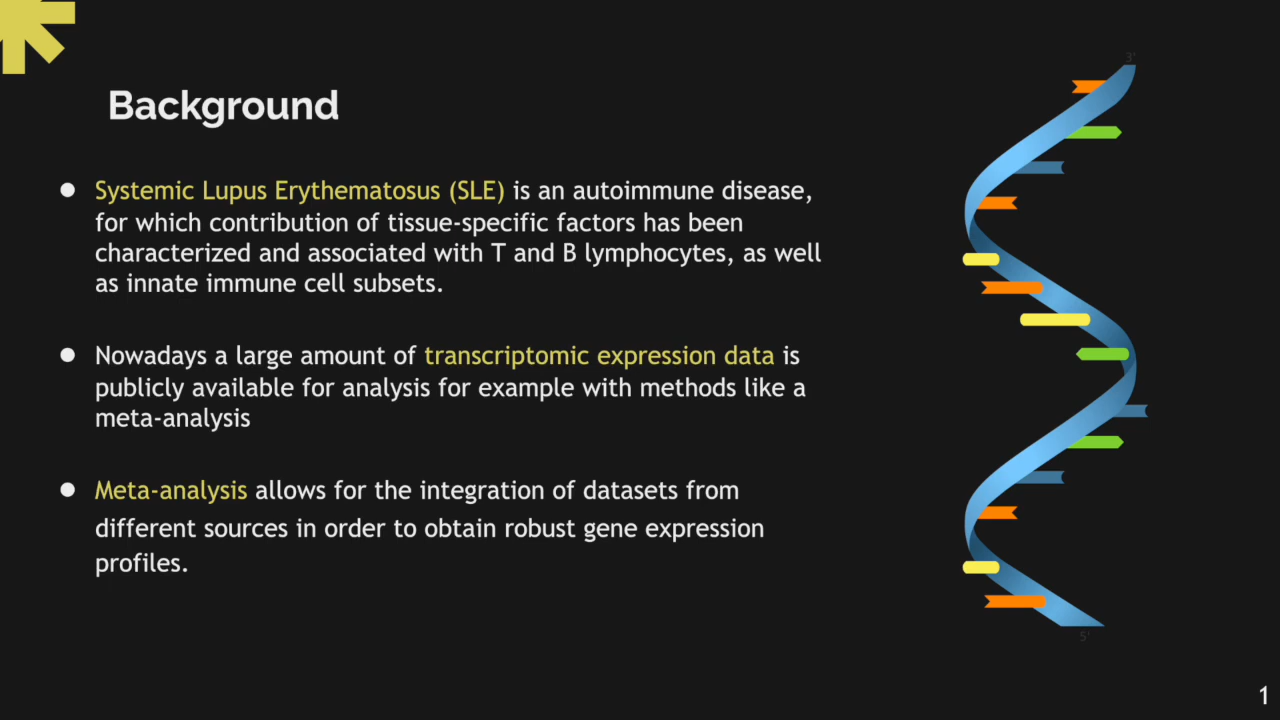 3'
Background
● Systemic Lupus Erythematosus (SLE) is an autoimmune disease,
for which contribution of tissue-specific factors has been
characterized and associated with T and B lymphocytes, as well
as innate immune cell subsets.
● Nowadays a large amount of transcriptomic expression data is
publicly available for analysis for example with methods like a
meta-analysis
● Meta-analysis allows for the integration of datasets from
different sources in order to obtain robust gene expression
profiles.
5'
1